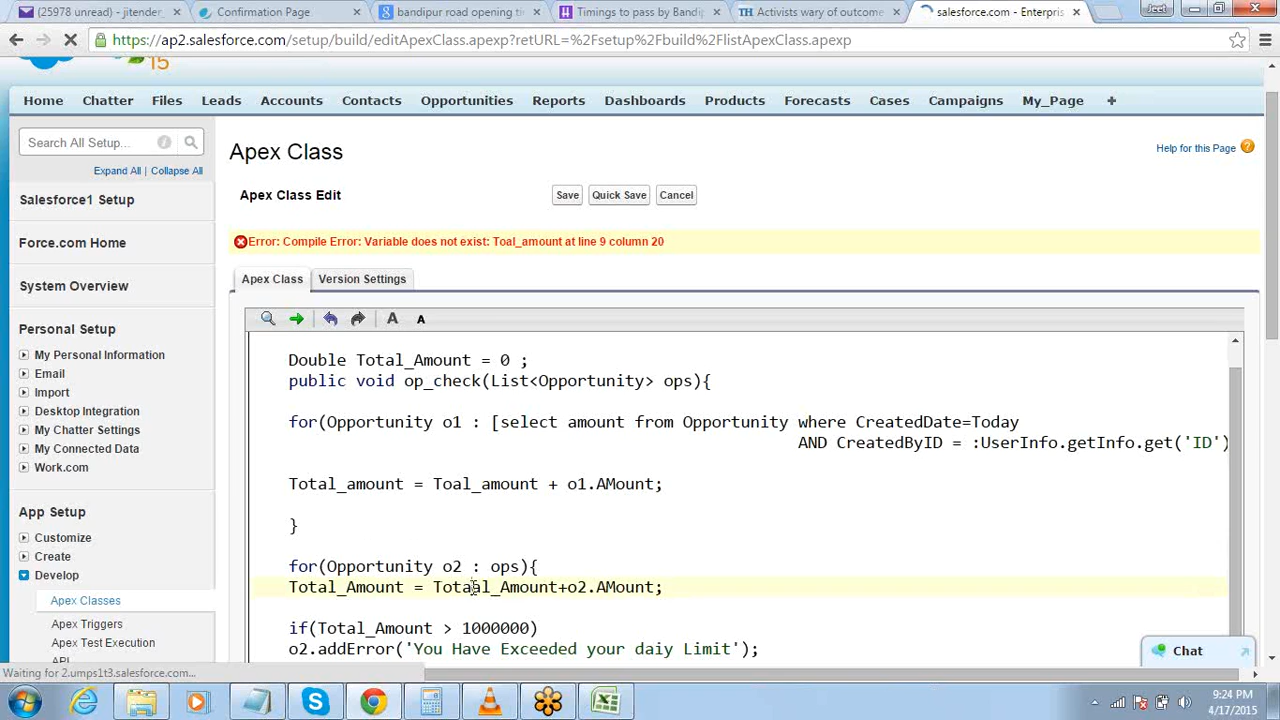 (25978 unread) - jitender_
Confirmation Page
bandipur road opening ti
Timings to pass by Bandip
TH Activists wary of outcome
salesforce.com - Enterpris
Jeet
https://ap2.salesforce.com/setup/build/editApexClass.apexp?retURL=%2Fsetup%2Fbuild%2FlistApexClass.apexp
15
Home Chatter Files Leads Accounts Contacts Opportunities Reports Dashboards Products Forecasts Cases Campaigns My_Page +
Search All Setup...
Expand All | Collapse All
Salesforce1 Setup
Force.com Home
System Overview
Personal Setup
My Personal Information
Email
Import
Desktop Integration
My Chatter Settings
My Connected Data
Work.com
App Setup
Customize
Create
Develop
Apex Classes
Apex Triggers
Apex Test Execution
API
Apex Class
Help for this Page
Apex Class Edit
Save Quick Save Cancel
Error: Compile Error: Variable does not exist: Toal_amount at line 9 column 20
Apex Class Version Settings
A A
Double Total_Amount = 0 ;
public void op_check(List<Opportunity> ops){
for(Opportunity o1 : [select amount from Opportunity where CreatedDate=Today
AND CreatedByID = :UserInfo.getInfo.get('ID')
Total_amount = Toal_amount + o1.AMount;
}
for(Opportunity o2 : ops){
Total_Amount = Totaal_Amount+o2.AMount;
if(Total_Amount > 1000000)
o2.addError('You Have Exceeded your daiy Limit');
Chat
Waiting for 2.umps1t3.salesforce.com...
9:24 PM
4/17/2015